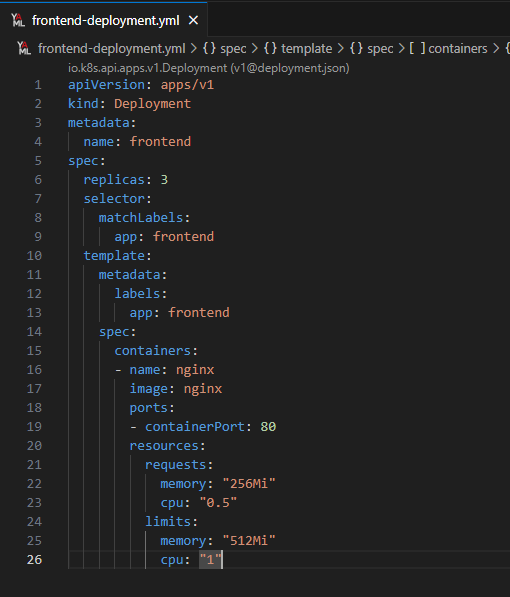 frontend-deployment.yml
frontend-deployment.yml > {} spec > {} template > {} spec > [ ] containers > {
io.k8s.api.apps.v1.Deployment (v1@deployment.json)
1 apiVersion: apps/v1
2 kind: Deployment
3 metadata:
4   name: frontend
5 spec:
6   replicas: 3
7   selector:
8     matchLabels:
9       app: frontend
10   template:
11     metadata:
12       labels:
13         app: frontend
14     spec:
15       containers:
16       - name: nginx
17         image: nginx
18         ports:
19         - containerPort: 80
20         resources:
21           requests:
22             memory: "256Mi"
23             cpu: "0.5"
24           limits:
25             memory: "512Mi"
26             cpu: "1"